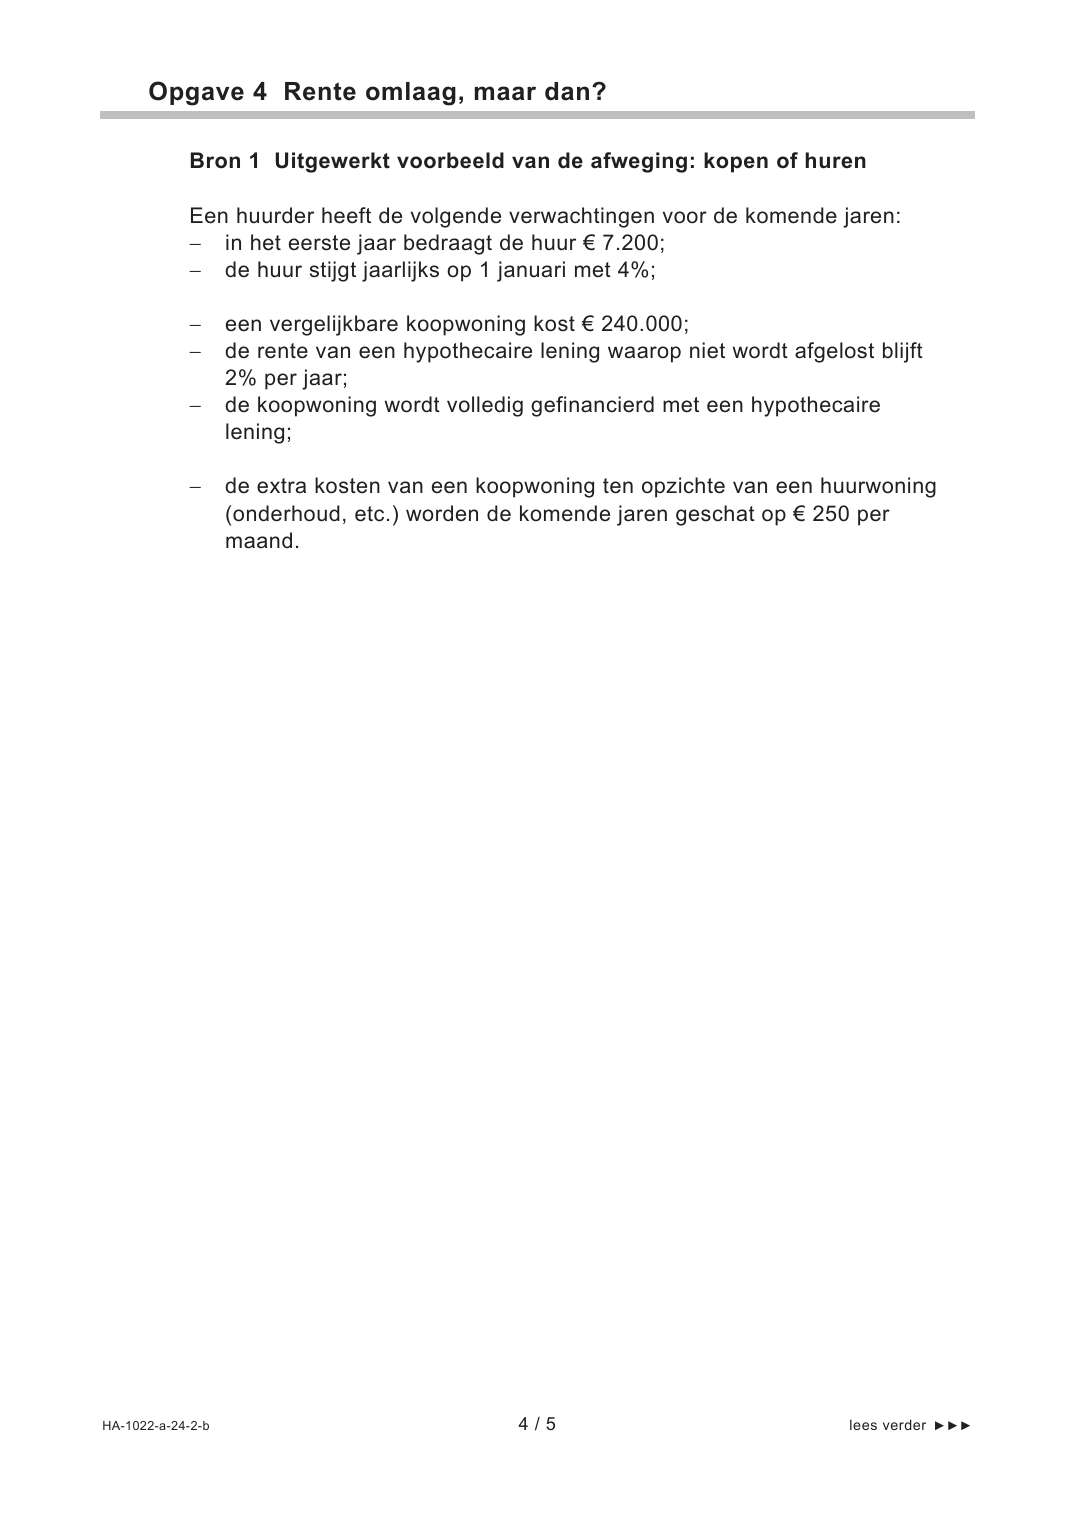 Opgave 4  Rente omlaag, maar dan?
Bron 1  Uitgewerkt voorbeeld van de afweging: kopen of huren
Een huurder heeft de volgende verwachtingen voor de komende jaren:
− in het eerste jaar bedraagt de huur € 7.200;
− de huur stijgt jaarlijks op 1 januari met 4%;
− een vergelijkbare koopwoning kost € 240.000;
− de rente van een hypothecaire lening waarop niet wordt afgelost blijft
2% per jaar;
− de koopwoning wordt volledig gefinancierd met een hypothecaire
lening;
− de extra kosten van een koopwoning ten opzichte van een huurwoning
(onderhoud, etc.) worden de komende jaren geschat op € 250 per
maand.
HA-1022-a-24-2-b
4 / 5
lees verder ►►►